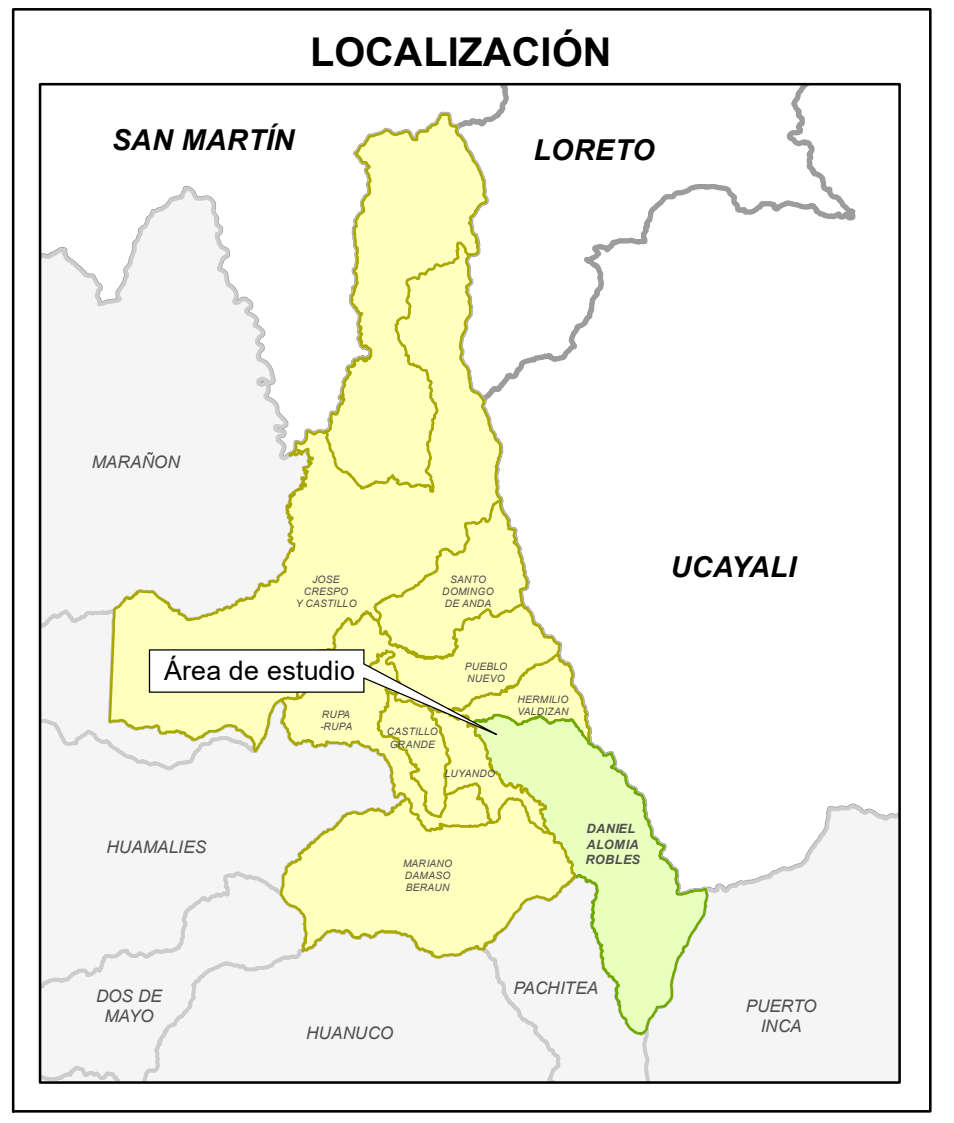 LOCALIZACIÓN
SAN MARTÍN
LORETO
MARAÑON
UCAYALI
JOSE
CRESPO
Y CASTILLO
SANTO
DOMINGO
DE ANDA
Área de estudio
PUEBLO
NUEVO
HERMILIO
VALDIZAN
RUPA
-RUPA
CASTILLO
GRANDE
LUYANDO
DANIEL
ALOMIA
ROBLES
HUAMALIES
MARIANO
DAMASO
BERAUN
DOS DE
MAYO
PACHITEA
PUERTO
INCA
HUANUCO